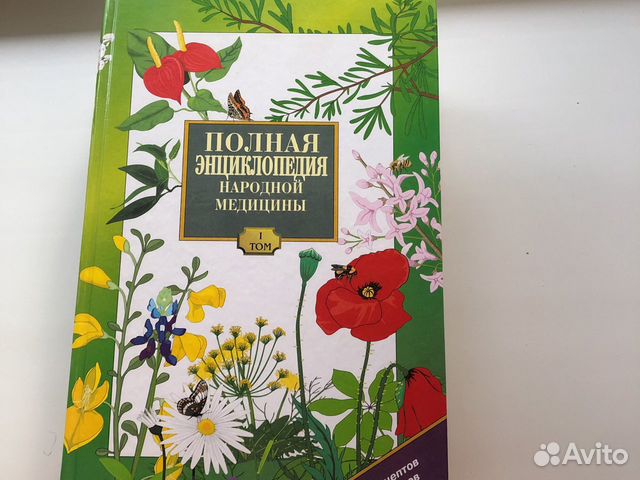 ПОЛНАЯ
ЭНЦИКЛОПЕДИЯ
НАРОДНОЙ
МЕДИЦИНЫ
I
ТОМ
Avito